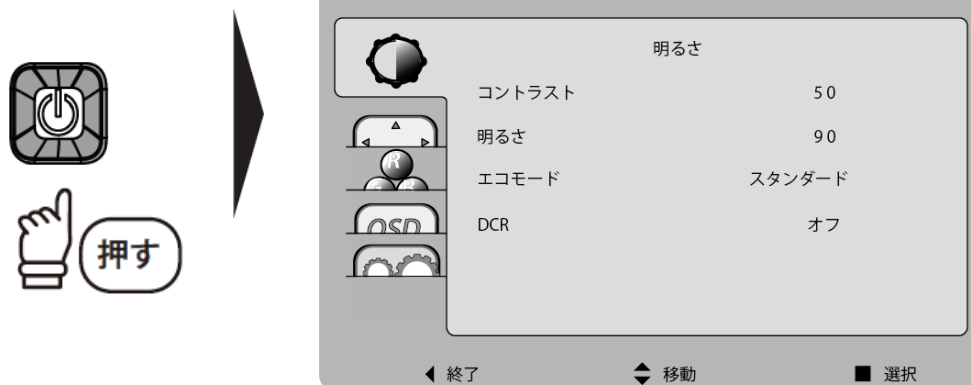 押す
明るさ
コントラスト 50
明るさ 90
エコモード スタンダード
DCR オフ
R
OSD
終了 移動 選択